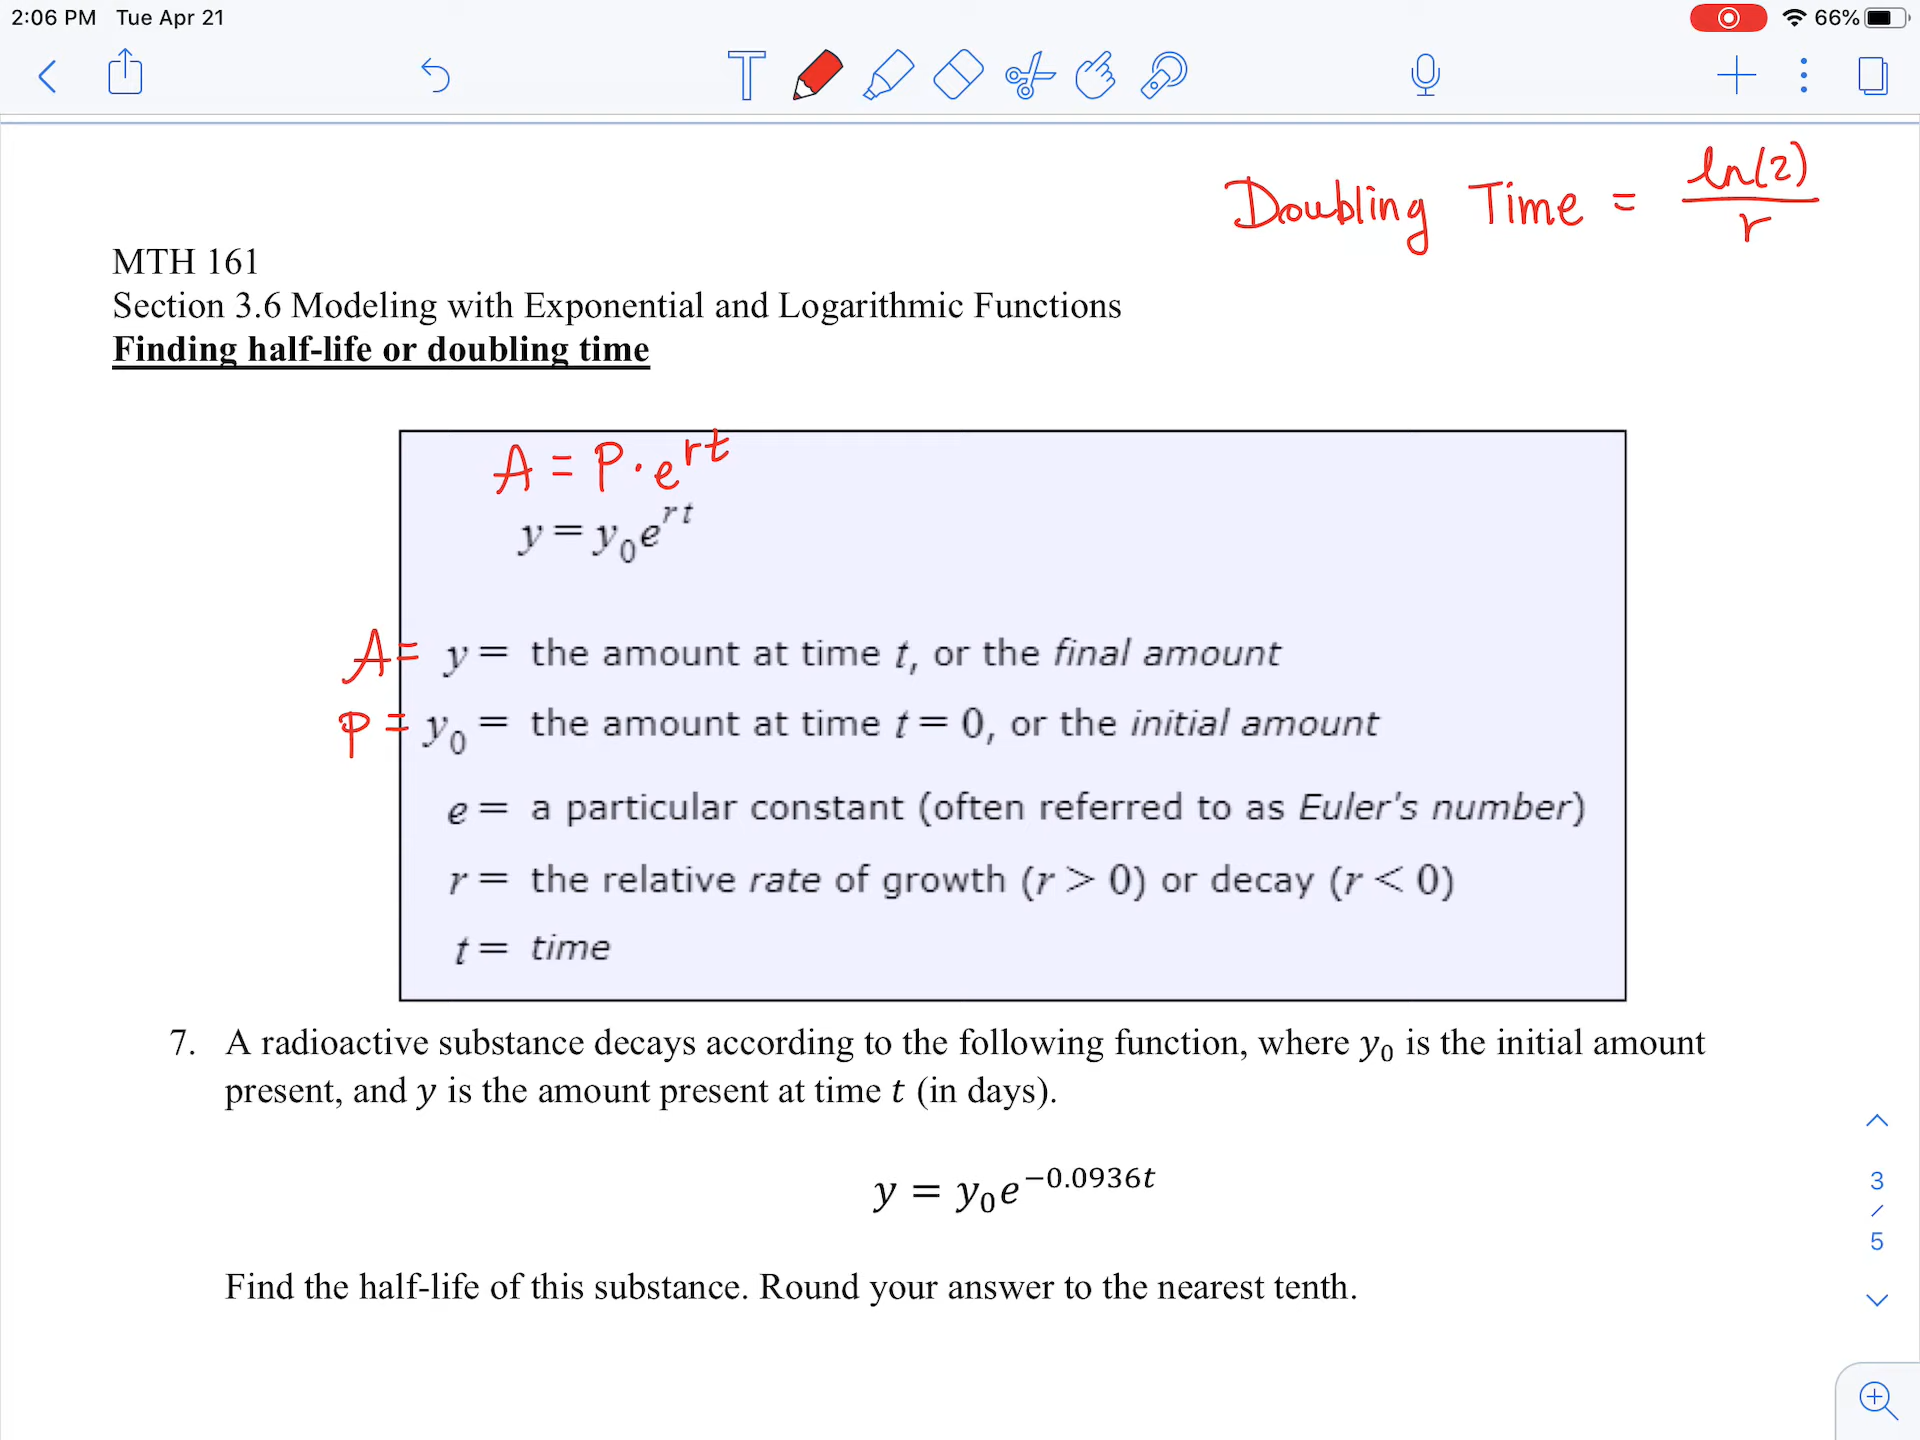 2:06 PM Tue Apr 21
66%
T
Doubling Time = ln(2)/r
MTH 161
Section 3.6 Modeling with Exponential and Logarithmic Functions
Finding half-life or doubling time
A = P · e^{rt}
y = y₀e^{rt}
A = y = the amount at time t, or the final amount
P = y₀ = the amount at time t = 0, or the initial amount
e = a particular constant (often referred to as Euler's number)
r = the relative rate of growth (r > 0) or decay (r < 0)
t = time
7. A radioactive substance decays according to the following function, where y₀ is the initial amount
present, and y is the amount present at time t (in days).
y = y₀e^{−0.0936t}
Find the half-life of this substance. Round your answer to the nearest tenth.
3
/
5